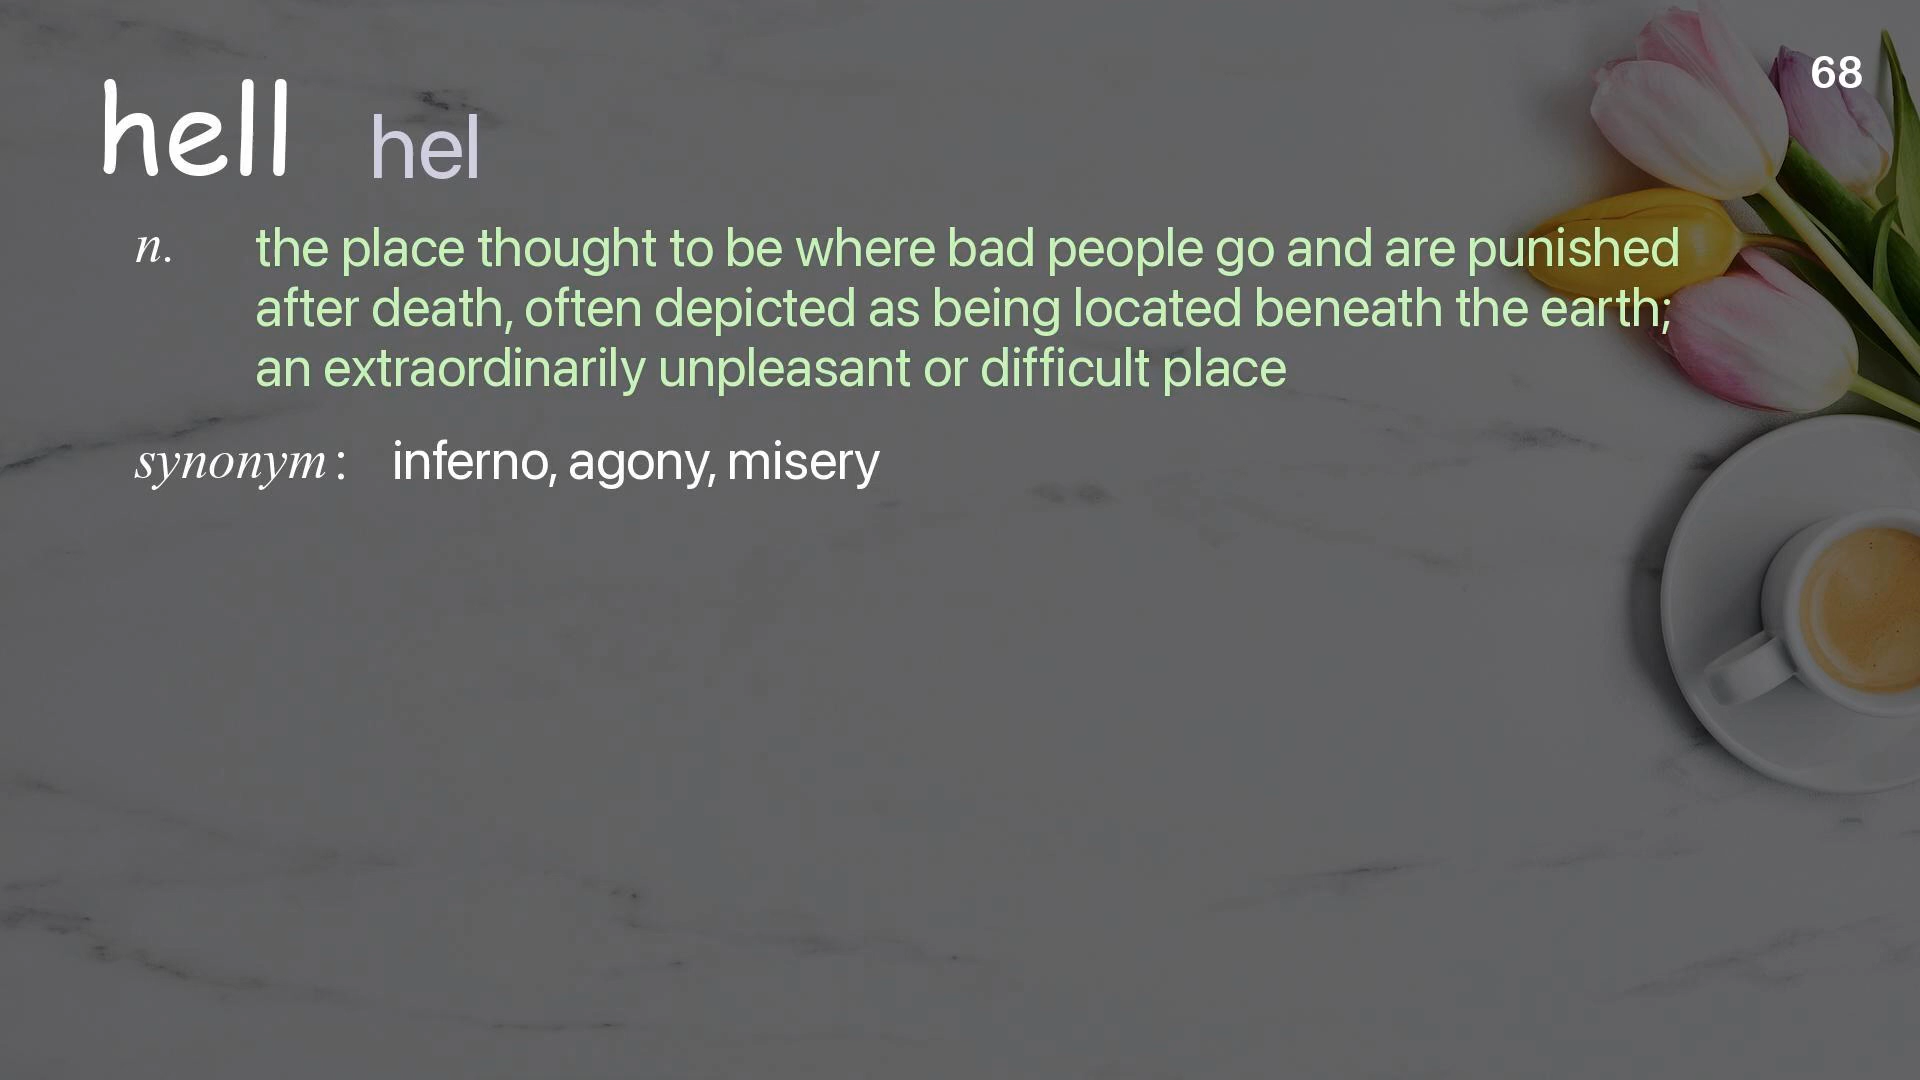 68
hell hel
n. the place thought to be where bad people go and are punished
after death, often depicted as being located beneath the earth;
an extraordinarily unpleasant or difficult place
synonym: inferno, agony, misery